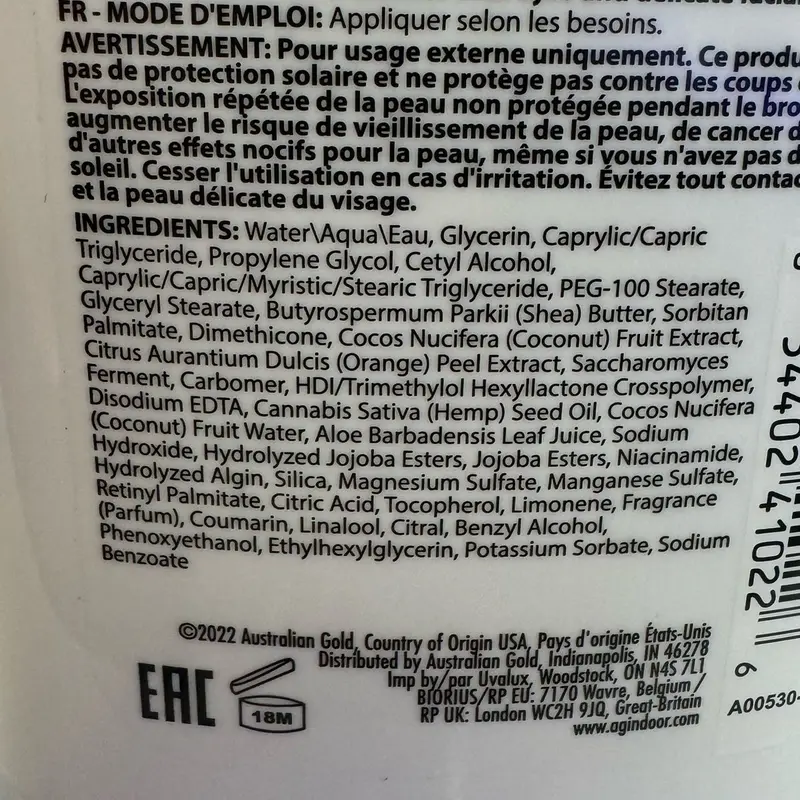 FR - MODE D'EMPLOI: Appliquer selon les besoins.
AVERTISSEMENT: Pour usage externe uniquement. Ce
pas de protection solaire et ne protège pas contre les coups
L'exposition répétée de la peau non protégée pendant le
augmenter le risque de vieillissement de la peau, de cancer
d'autres effets nocifs pour la peau, même si vous n'avez pas
soleil. Cesser l'utilisation en cas d'irritation. Évitez tout
et la peau délicate du visage.
INGREDIENTS: Water\Aqua\Eau, Glycerin, Caprylic/Capric
Triglyceride, Propylene Glycol, Cetyl Alcohol,
Caprylic/Capric/Myristic/Stearic Triglyceride, PEG-100 Stearate,
Glyceryl Stearate, Butyrospermum Parkii (Shea) Butter, Sorbitan
Palmitate, Dimethicone, Cocos Nucifera (Coconut) Fruit Extract,
Citrus Aurantium Dulcis (Orange) Peel Extract, Saccharomyces
Ferment, Carbomer, HDI/Trimethylol Hexyllactone Crosspolymer,
Disodium EDTA, Cannabis Sativa (Hemp) Seed Oil, Cocos Nucifera
(Coconut) Fruit Water, Aloe Barbadensis Leaf Juice, Sodium
Hydroxide, Hydrolyzed Jojoba Esters, Jojoba Esters, Niacinamide,
Hydrolyzed Algin, Silica, Magnesium Sulfate, Manganese Sulfate,
Retinyl Palmitate, Citric Acid, Tocopherol, Limonene, Fragrance
(Parfum), Coumarin, Linalool, Citral, Benzyl Alcohol,
Phenoxyethanol, Ethylhexylglycerin, Potassium Sorbate, Sodium
Benzoate
©2022 Australian Gold, Country of Origin USA, Pays d'origine États-Unis
Distributed by Australian Gold, Indianapolis, IN 46278
Imp by/par Uvalux, Woodstock, ON N4S 7L1
BIORIUS/RP EU: 7170 Wavre, Belgium /
RP UK: London WC2H 9JQ, Great-Britain
www.agindoor.com
EAC
18M
54402 41022 6
A00530-